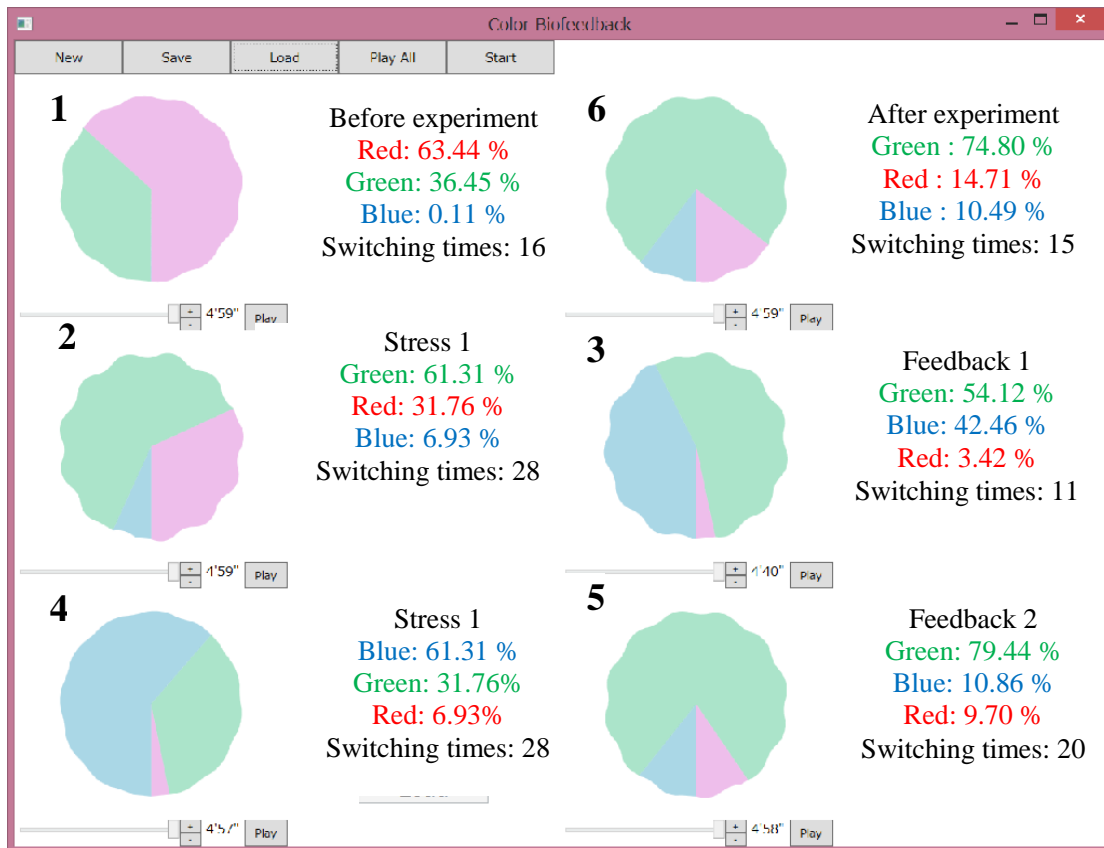 Color Biofeedback
New Save Load Play All Start
1
Before experiment
Red: 63.44 %
Green: 36.45 %
Blue: 0.11 %
Switching times: 16
+
-
4'59"
Play
6
After experiment
Green : 74.80 %
Red : 14.71 %
Blue : 10.49 %
Switching times: 15
+
-
4'59"
Play
2
Stress 1
Green: 61.31 %
Red: 31.76 %
Blue: 6.93 %
Switching times: 28
+
-
4'59"
Play
3
Feedback 1
Green: 54.12 %
Blue: 42.46 %
Red: 3.42 %
Switching times: 11
+
-
4'40"
Play
4
Stress 1
Blue: 61.31 %
Green: 31.76%
Red: 6.93%
Switching times: 28
+
-
4'57"
Play
5
Feedback 2
Green: 79.44 %
Blue: 10.86 %
Red: 9.70 %
Switching times: 20
+
-
4'58"
Play